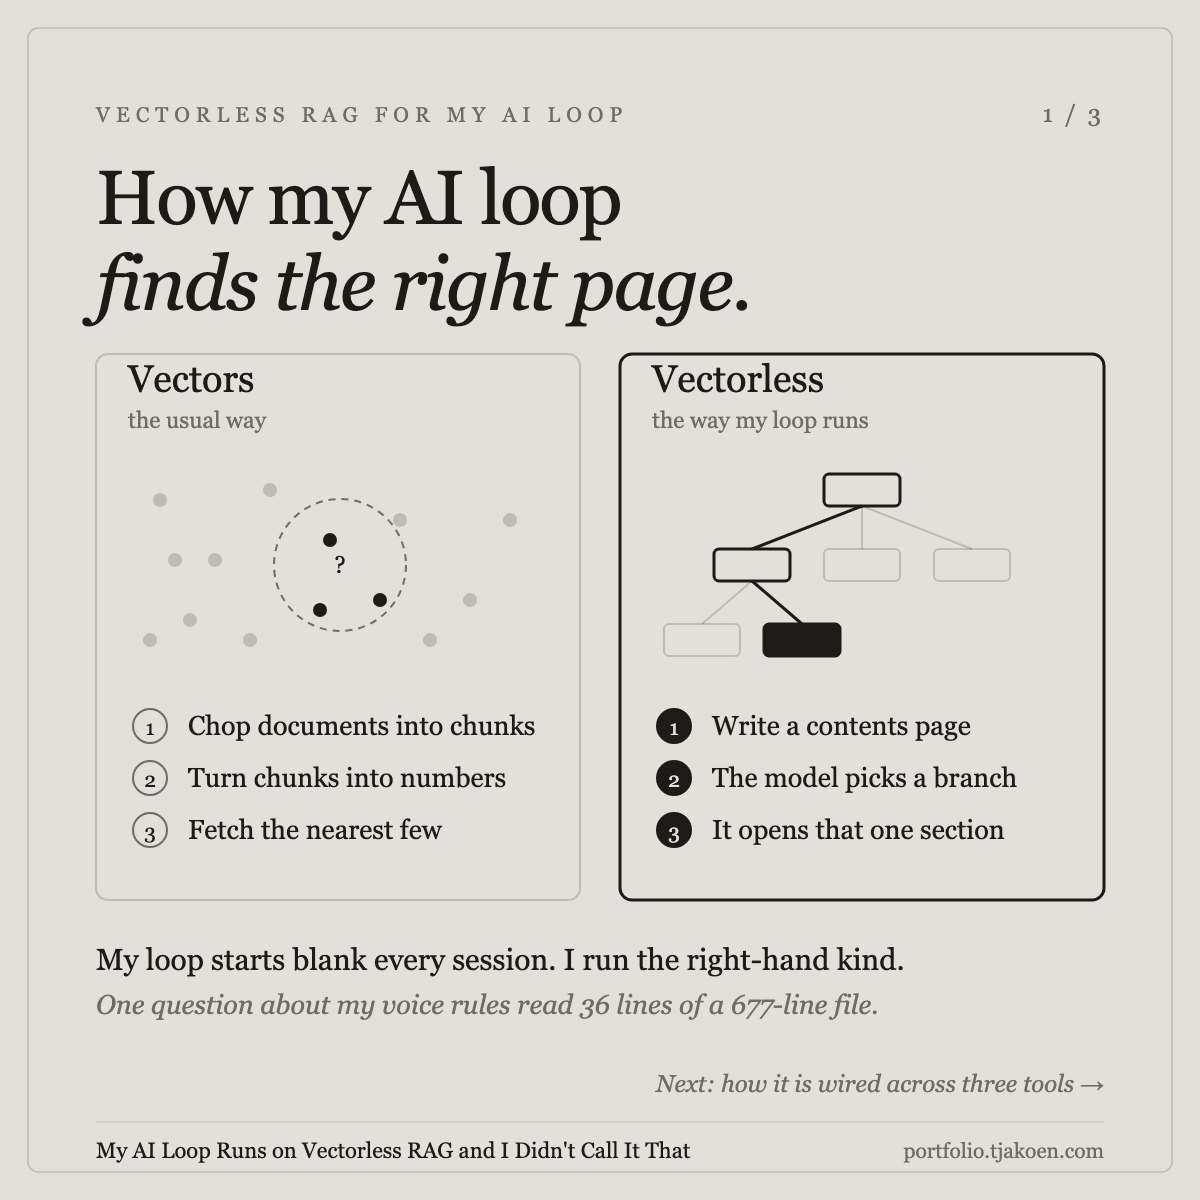 VECTORLESS RAG FOR MY AI LOOP
1 / 3
How my AI loop
finds the right page.
Vectors
the usual way
?
1 Chop documents into chunks
2 Turn chunks into numbers
3 Fetch the nearest few
Vectorless
the way my loop runs
1 Write a contents page
2 The model picks a branch
3 It opens that one section
My loop starts blank every session. I run the right-hand kind.
One question about my voice rules read 36 lines of a 677-line file.
Next: how it is wired across three tools →
My AI Loop Runs on Vectorless RAG and I Didn't Call It That
portfolio.tjakoen.com